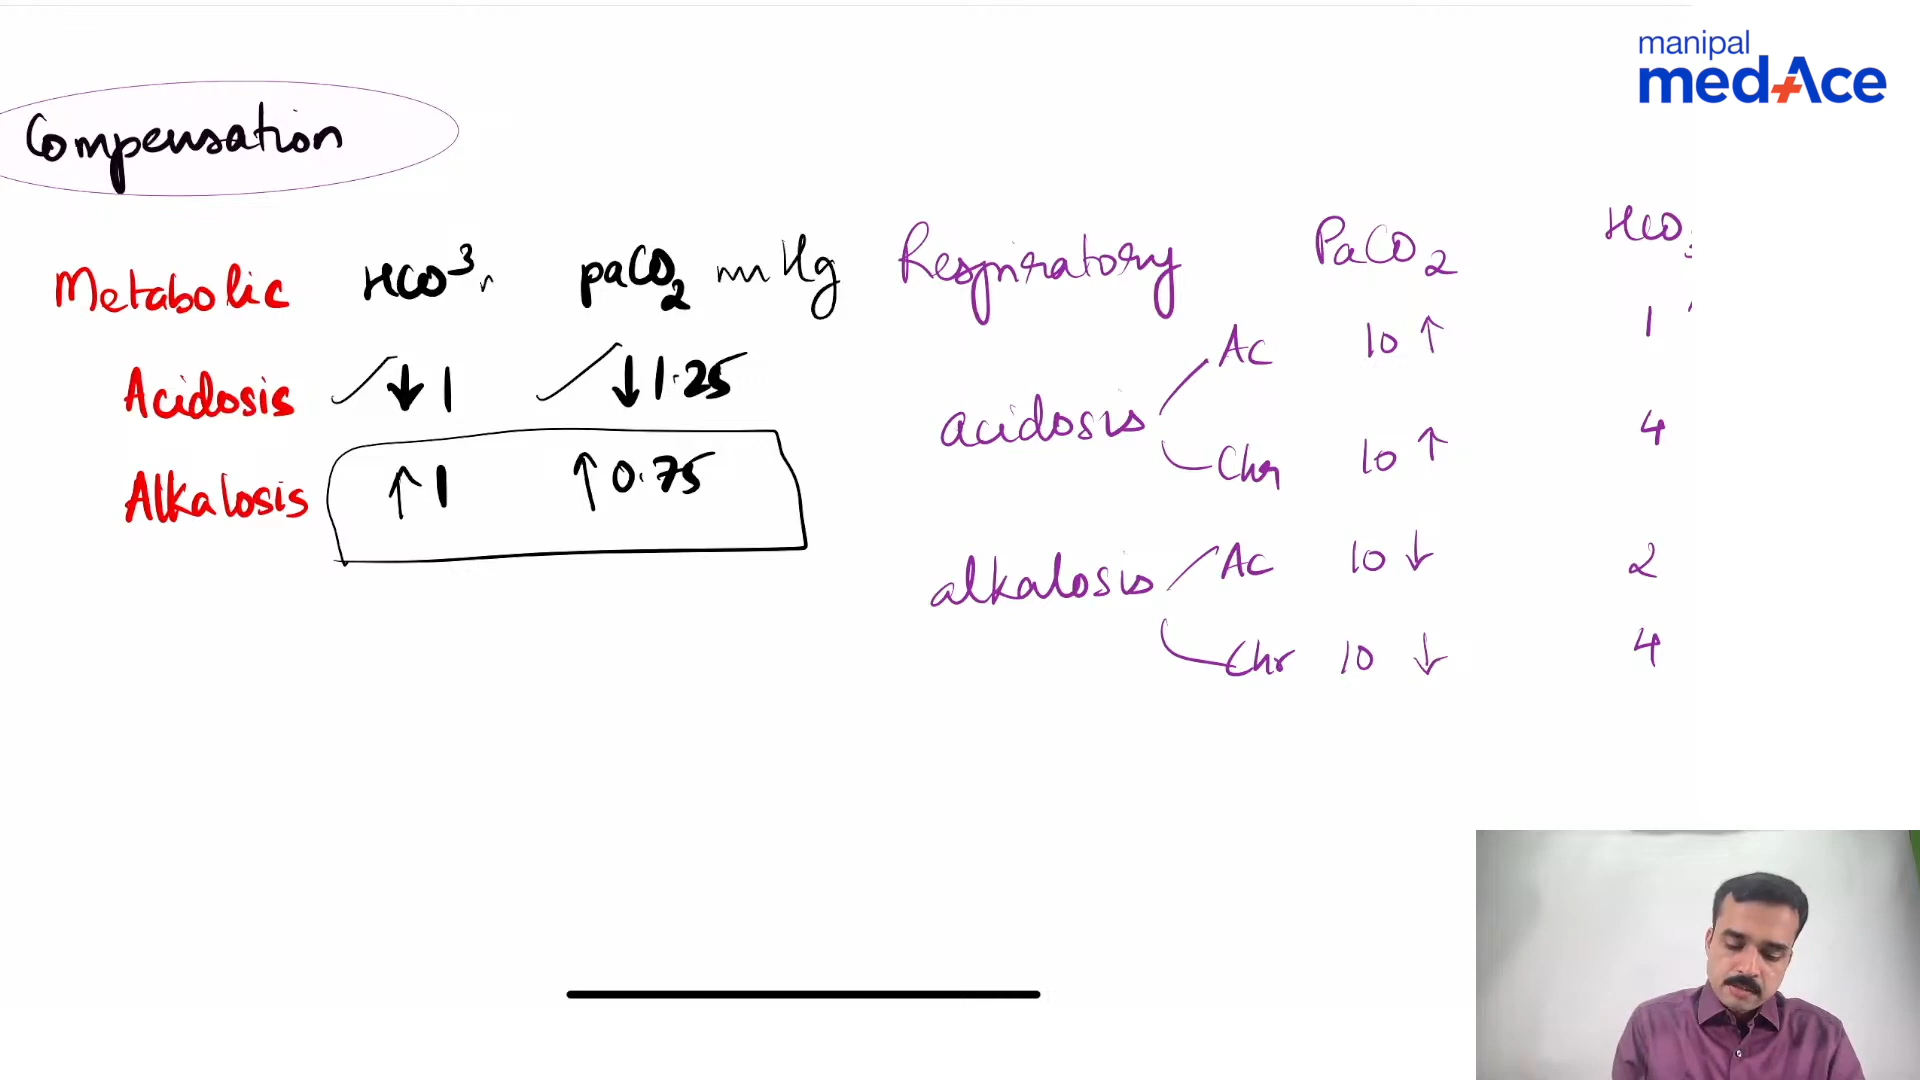 manipal
medAce
Compensation
Metabolic HCO3 paCO2 mmHg
Acidosis ↓ 1 ↓ 1.25
Alkalosis ↑ 1 ↑ 0.75
Respiratory PaCO2 HCO
acidosis
Ac 10 ↑ 1
Chr 10 ↑ 4
alkalosis
Ac 10 ↓ 2
Chr 10 ↓ 4